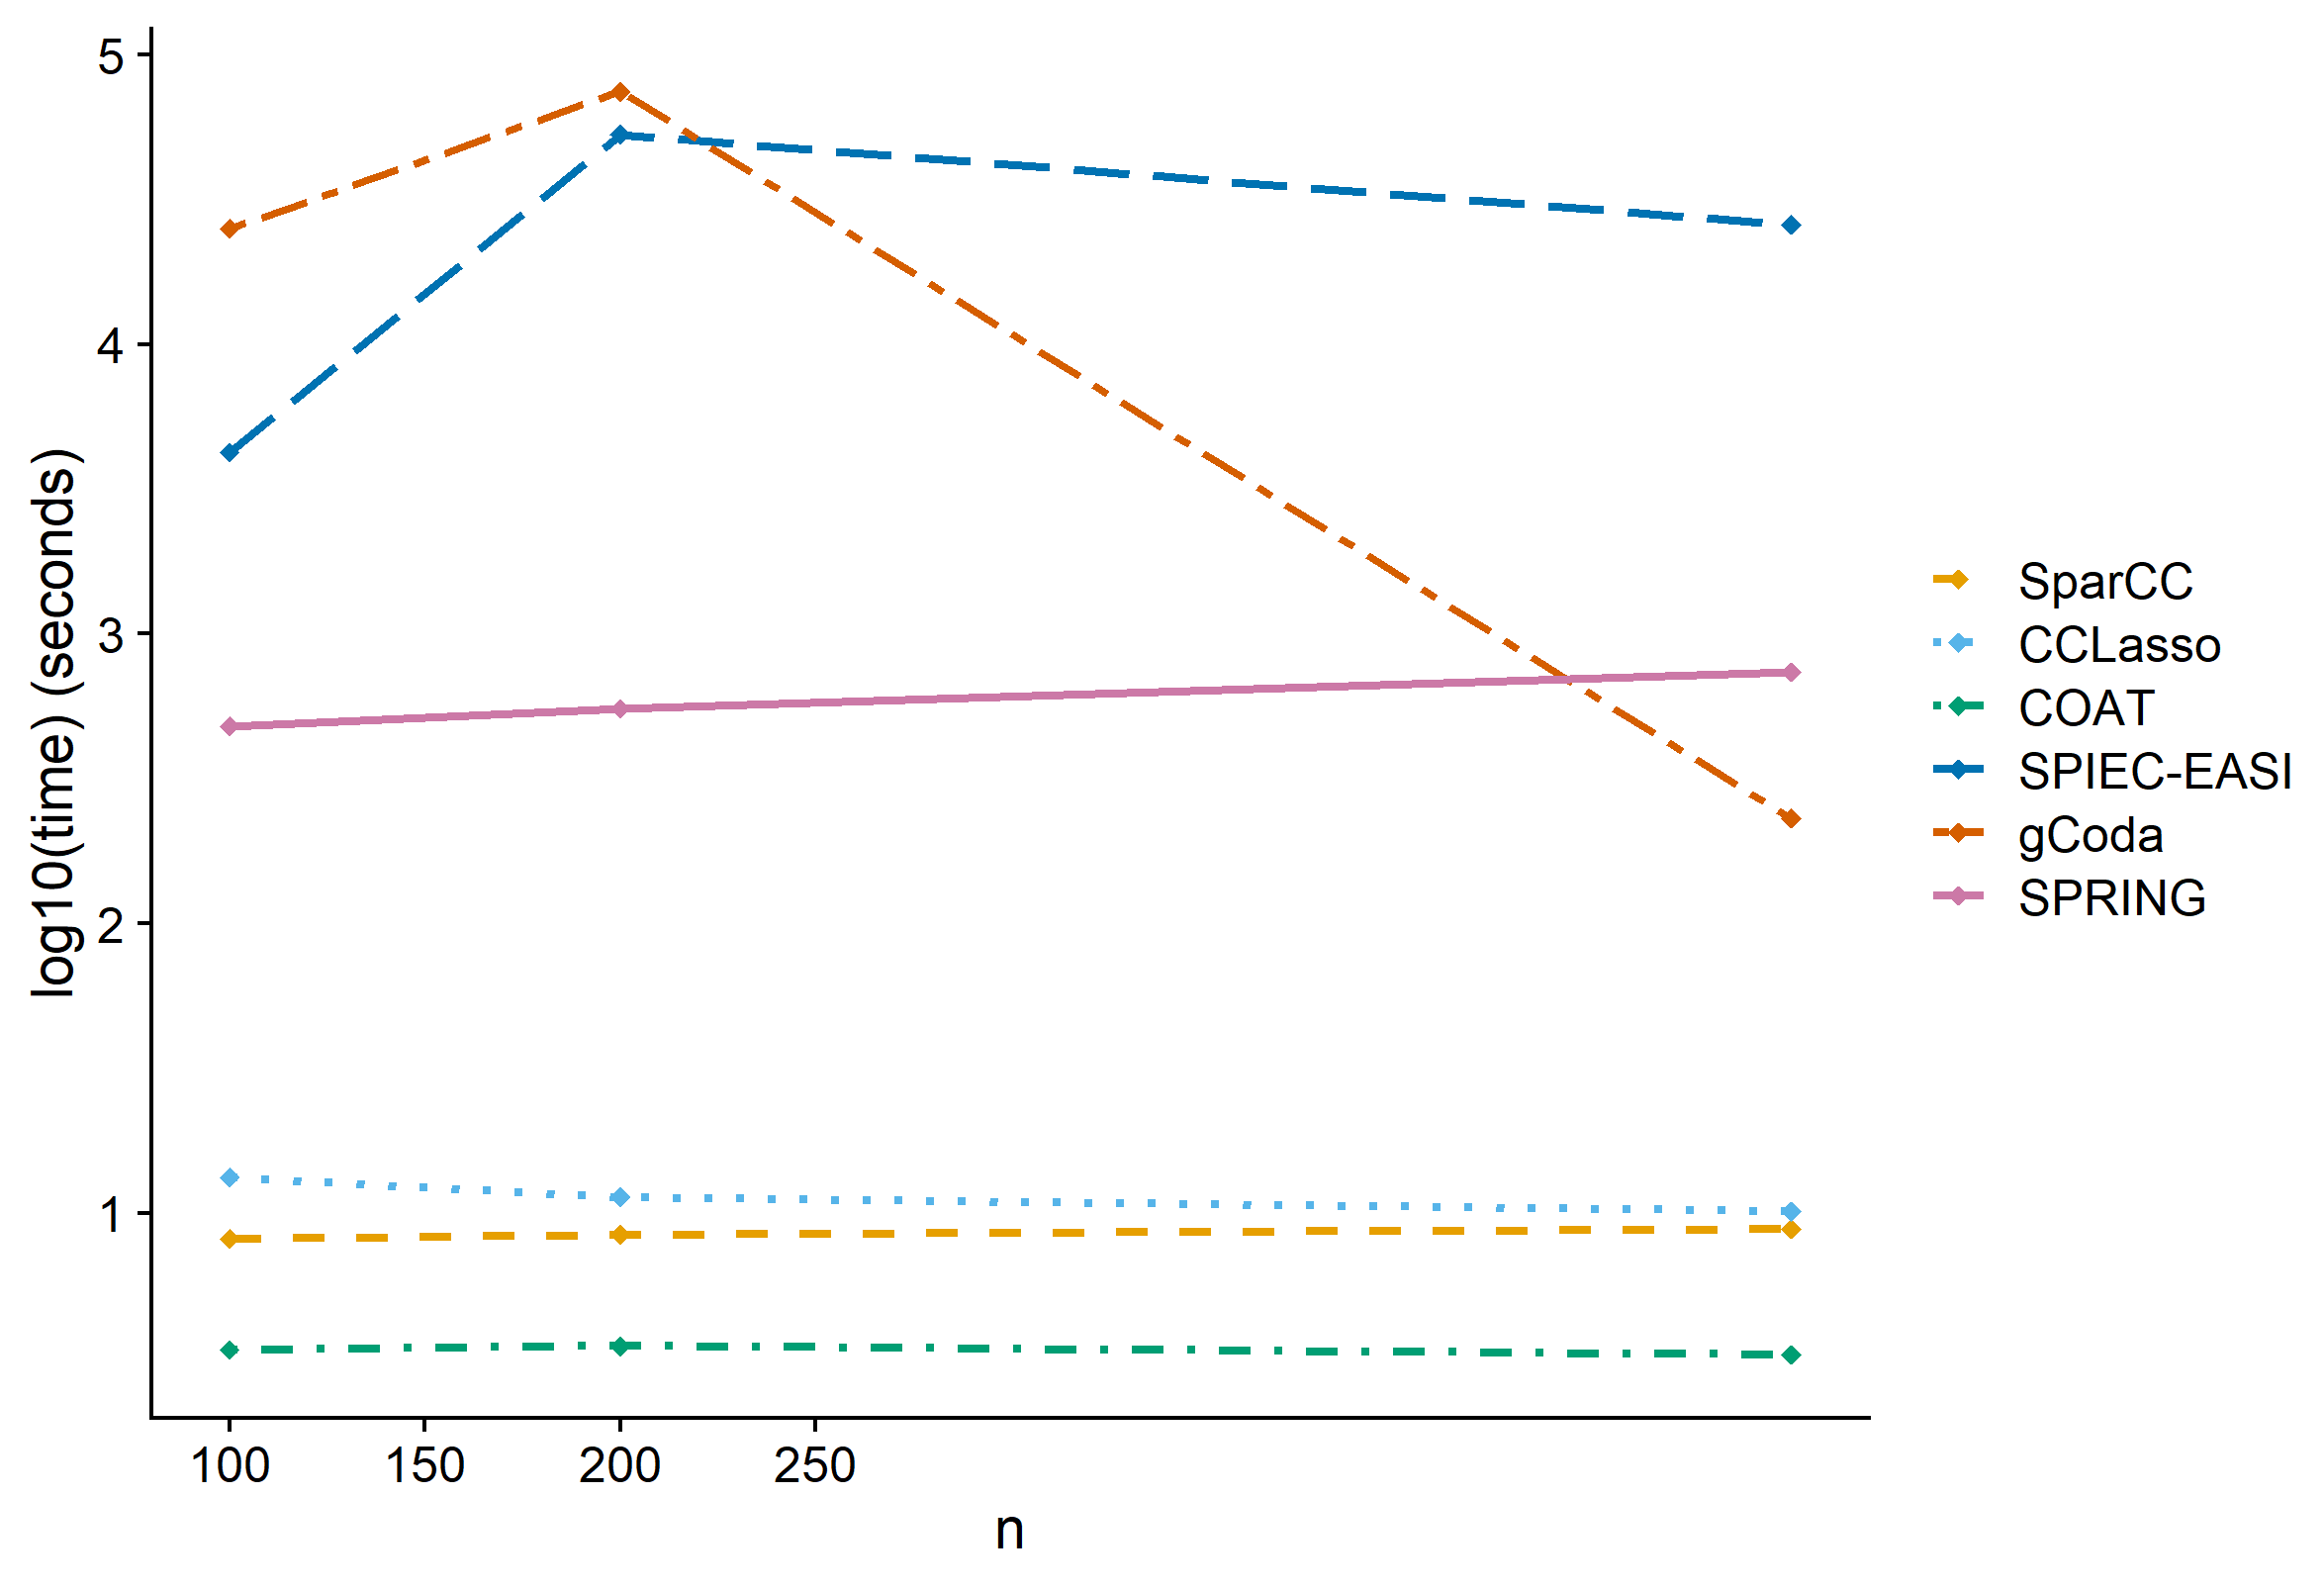 log10(time) (seconds)
5
4
3
2
1
100 150 200 250
n
SparCC
CCLasso
COAT
SPIEC-EASI
gCoda
SPRING